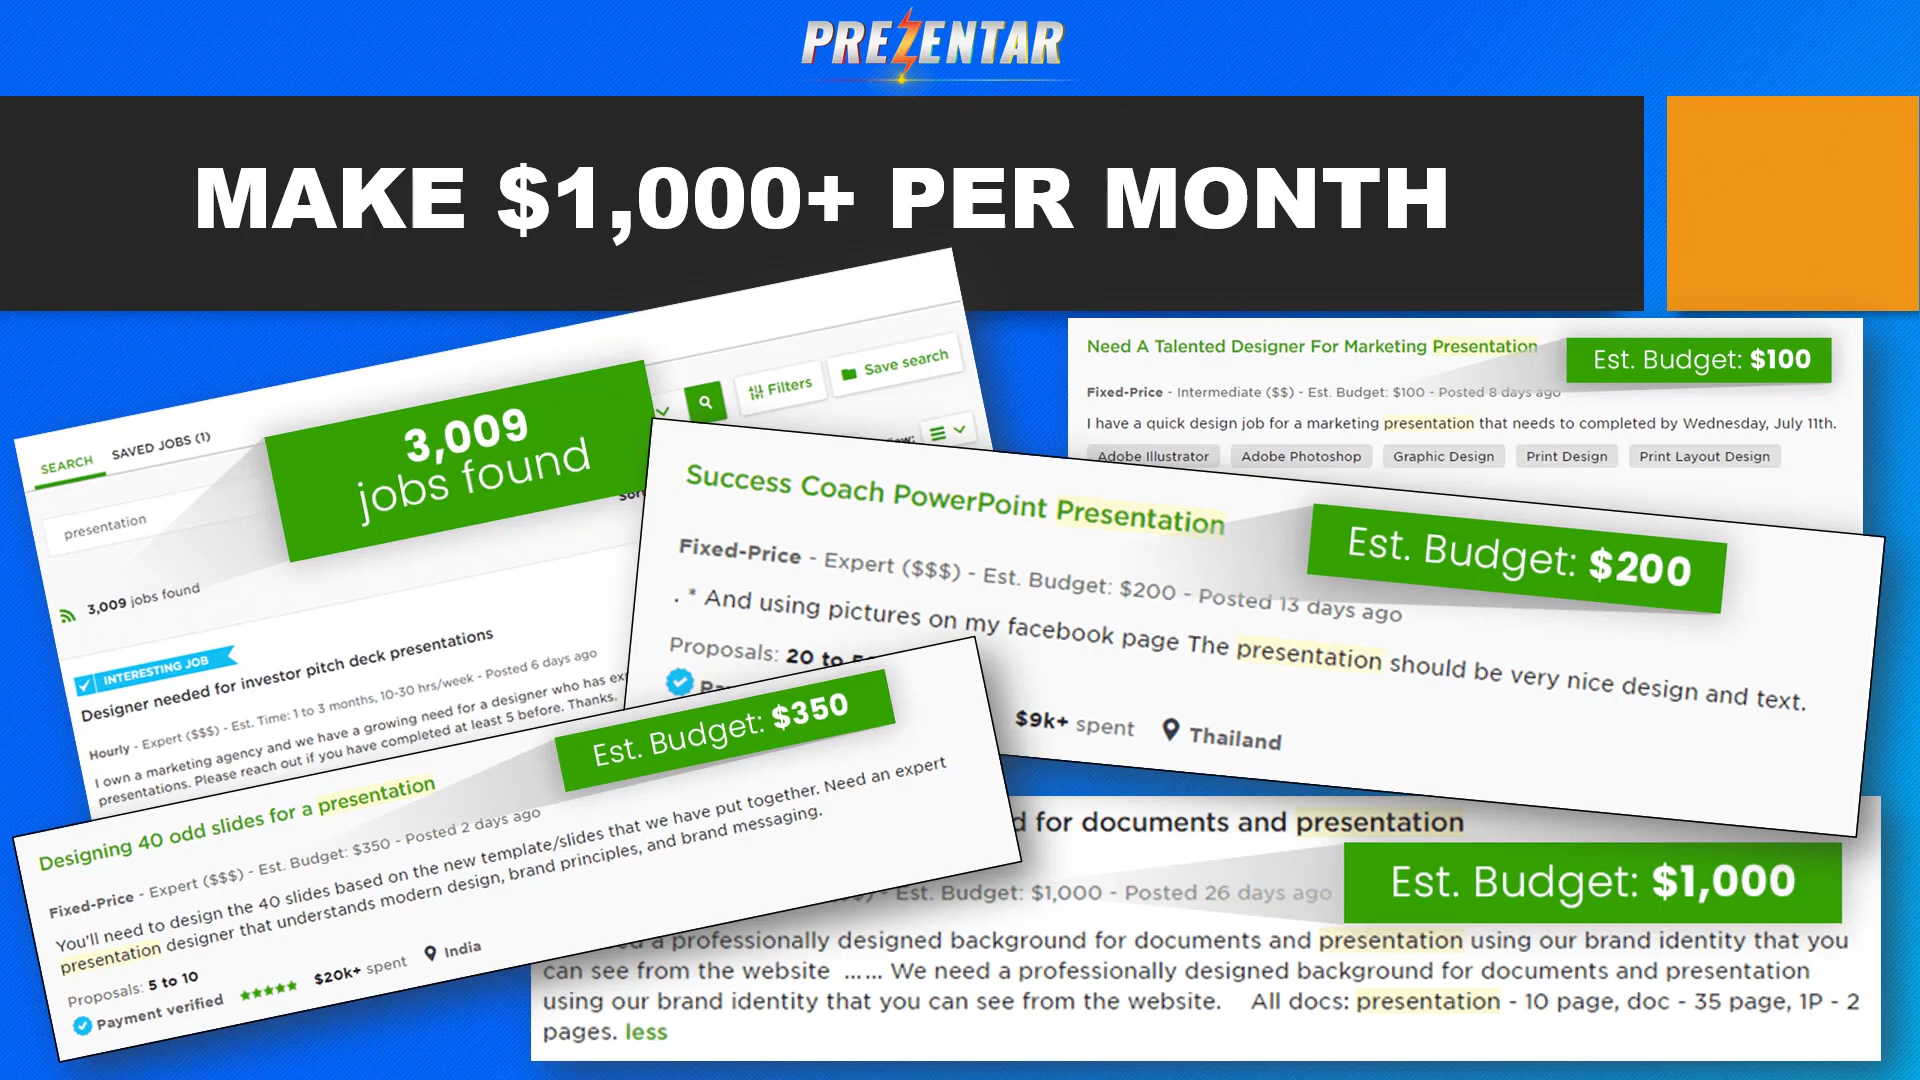 PREZENTAR
MAKE $1,000+ PER MONTH
SEARCH
SAVED JOBS (1)
presentation
3,009
jobs found
Filters
Save search
3,009 jobs found
INTERESTING JOB
Designer needed for investor pitch deck presentations
Hourly - Expert ($$$) - Est. Time: 1 to 3 months, 10-30 hrs/week - Posted 6 days ago
I own a marketing agency and we have a growing need for a designer who has
presentations. Please reach out if you have completed at least 5 before. Thanks.
Need A Talented Designer For Marketing Presentation
Est. Budget: $100
Fixed-Price - Intermediate ($$) - Est. Budget: $100 - Posted 8 days ago
I have a quick design job for a marketing presentation that needs to completed by Wednesday, July 11th.
Adobe Illustrator
Adobe Photoshop
Graphic Design
Print Design
Print Layout Design
Success Coach PowerPoint Presentation
Est. Budget: $200
Fixed-Price - Expert ($$$) - Est. Budget: $200 - Posted 13 days ago
. * And using pictures on my facebook page The presentation should be very nice design and text.
Proposals: 20 to
$9k+ spent
Thailand
Designing 40 odd slides for a presentation
Est. Budget: $350
Fixed-Price - Expert ($$$) - Est. Budget: $350 - Posted 2 days ago
You'll need to design the 40 slides based on the new template/slides that we have put together. Need an expert
presentation designer that understands modern design, brand principles, and brand messaging.
Proposals: 5 to 10
Payment verified
$20k+ spent
India
for documents and presentation
Est. Budget: $1,000
- Est. Budget: $1,000 - Posted 26 days ago
a professionally designed background for documents and presentation using our brand identity that you
can see from the website ...... We need a professionally designed background for documents and presentation
using our brand identity that you can see from the website. All docs: presentation - 10 page, doc - 35 page, 1P - 2
pages. less